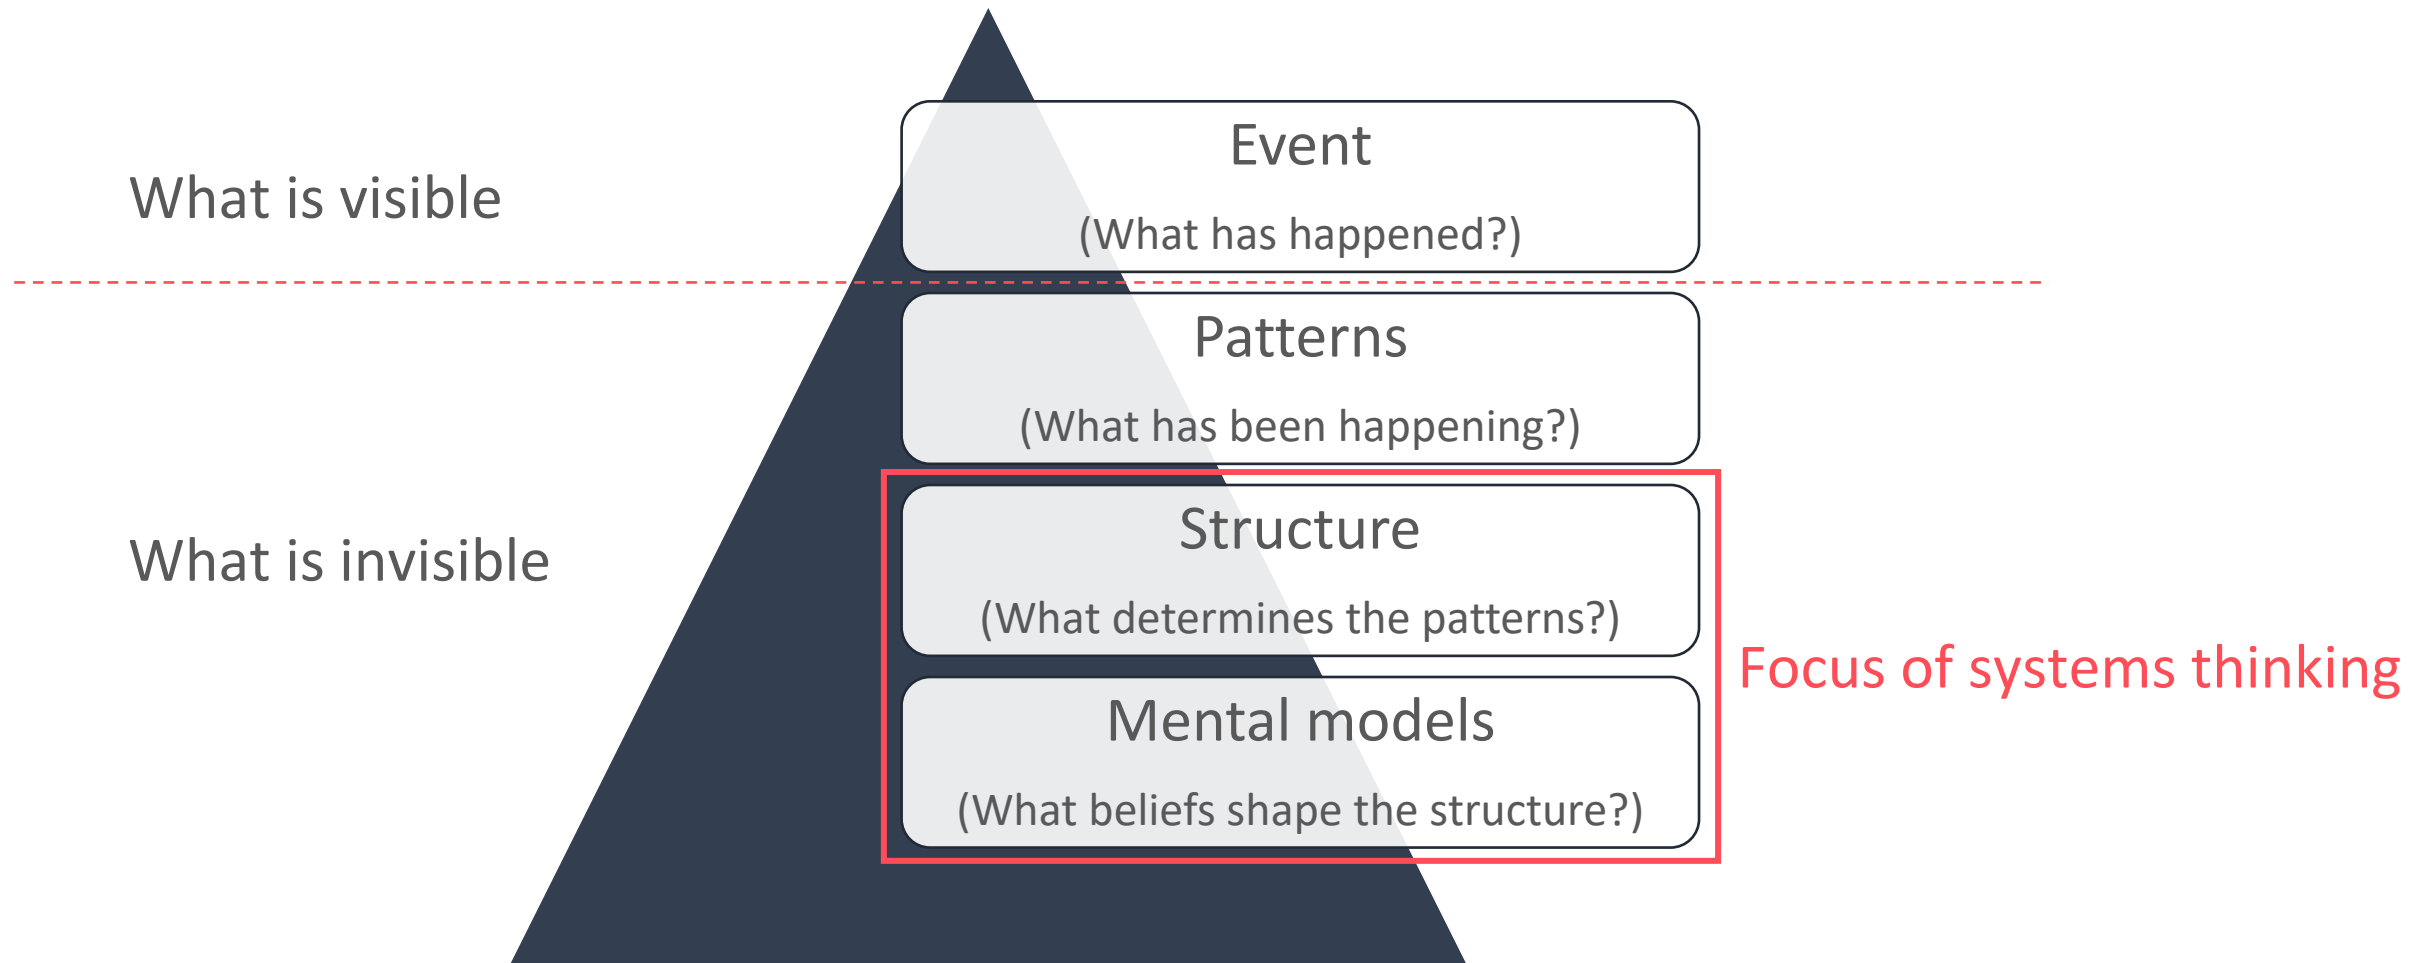 Event
What is visible
(What has happened?)
Patterns
(What has been happening?)
Structure
What is invisible
(What determines the patterns?)
Focus of systems thinking
Mental models
(What beliefs shape the structure?)